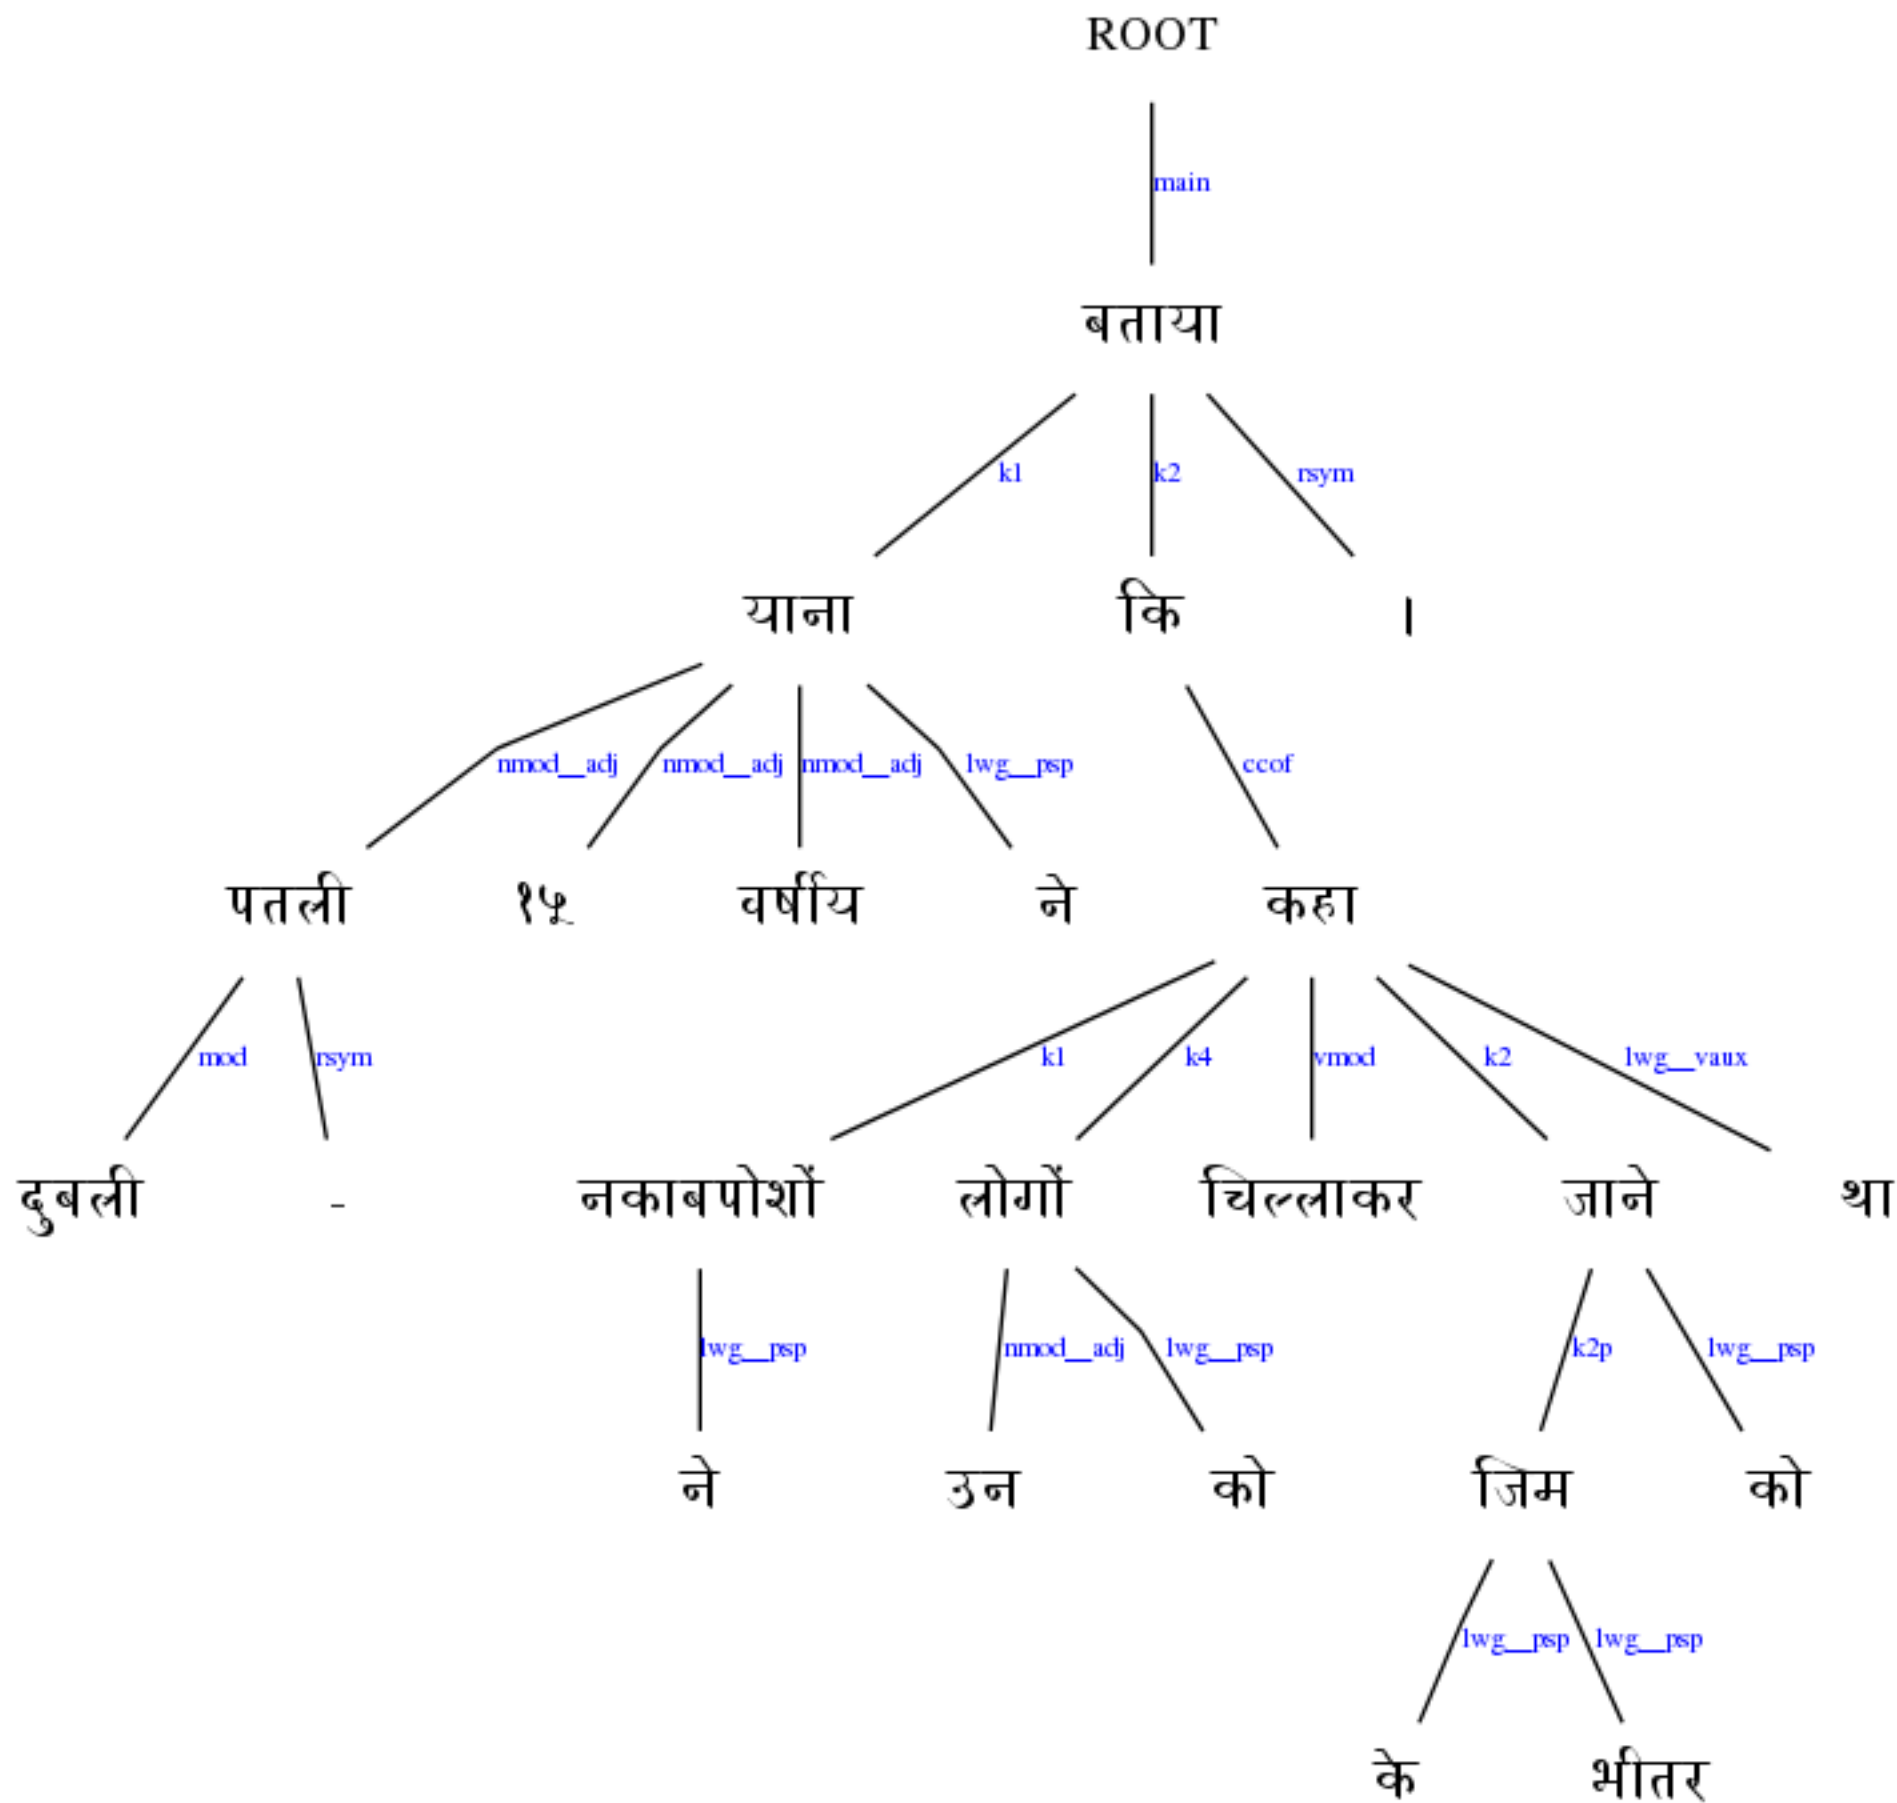 ROOT
main
बताया
k1 k2 rsym
याना कि ।
nmod__adj nmod__adj nmod__adj lwg__psp ccof
पतली १५ वर्षीय ने कहा
mod rsym k1 k4 vmod k2 lwg__vaux
दुबली - नकाबपोशों लोगों चिल्लाकर जाने था
lwg__psp nmod__adj lwg__psp k2p lwg__psp
ने उन को जिम को
lwg__psp lwg__psp
के भीतर